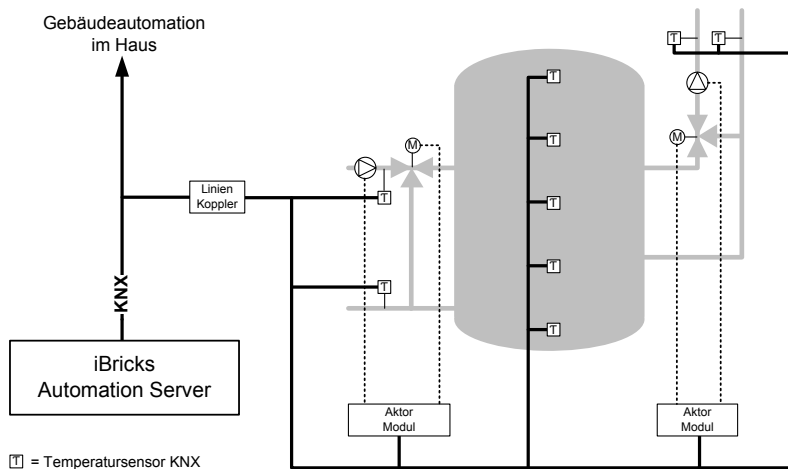 Gebäudeautomation
im Haus
T
T
T
M
M
T
Linien
Koppler
T
T
T
T
KNX
T
iBricks
Automation Server
Aktor
Modul
Aktor
Modul
T = Temperatursensor KNX